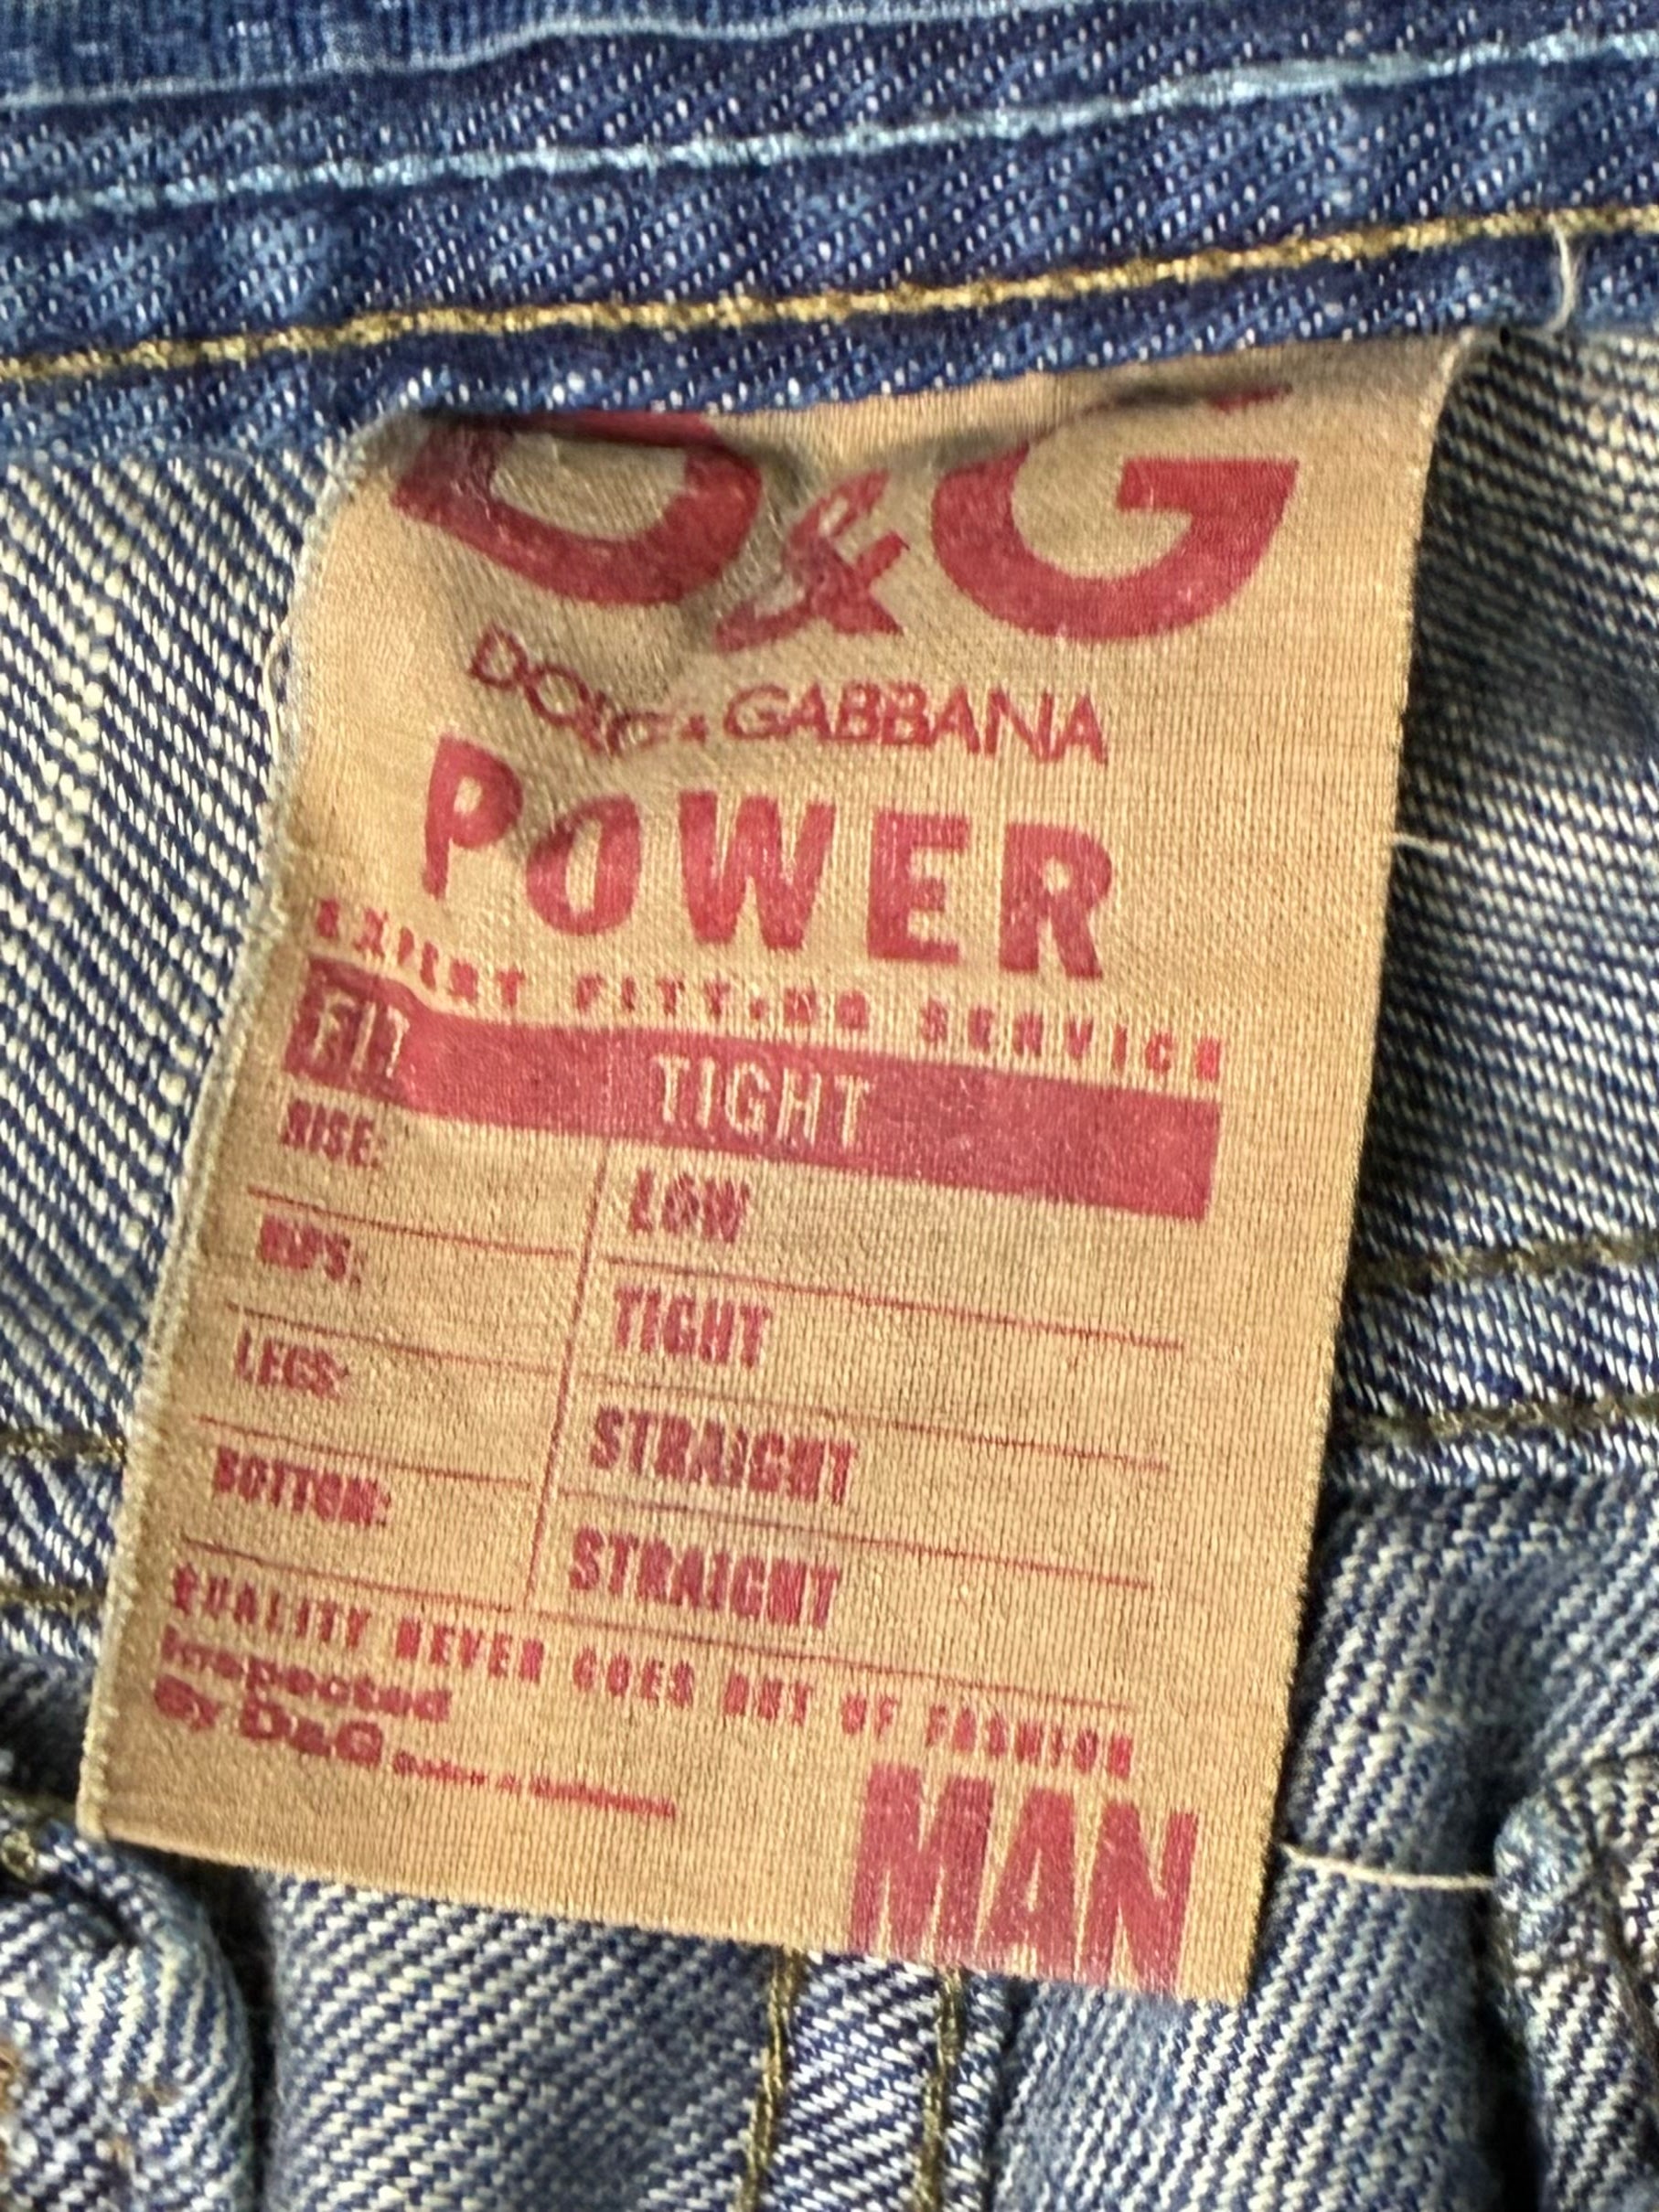 D&G
DOLCE & GABBANA
POWER
EXPERT FITTING SERVICE
FIT TIGHT
RISE: LOW
HIPS: TIGHT
LEGS: STRAIGHT
BOTTOM: STRAIGHT
QUALITY NEVER GOES OUT OF FASHION
Inspected
By D&G
MAN